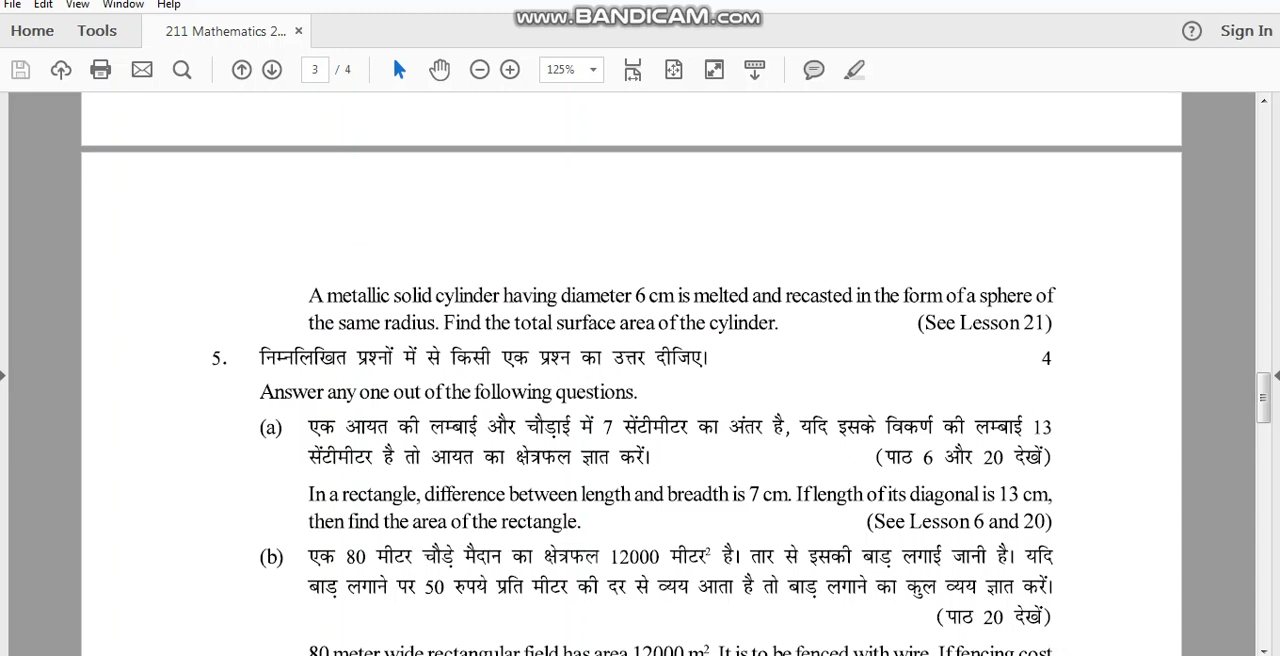 File Edit View Window Help
www.BANDICAM.com
Home Tools 211 Mathematics 2... × ? Sign In
3 / 4 125%
A metallic solid cylinder having diameter 6 cm is melted and recasted in the form of a sphere of
the same radius. Find the total surface area of the cylinder. (See Lesson 21)
5. निम्नलिखित प्रश्नों में से किसी एक प्रश्न का उत्तर दीजिए। 4
Answer any one out of the following questions.
(a) एक आयत की लम्बाई और चौड़ाई में 7 सेंटीमीटर का अंतर है, यदि इसके विकर्ण की लम्बाई 13
सेंटीमीटर है तो आयत का क्षेत्रफल ज्ञात करें। (पाठ 6 और 20 देखें)
In a rectangle, difference between length and breadth is 7 cm. If length of its diagonal is 13 cm,
then find the area of the rectangle. (See Lesson 6 and 20)
(b) एक 80 मीटर चौड़े मैदान का क्षेत्रफल 12000 मीटर² है। तार से इसकी बाड़ लगाई जानी है। यदि
बाड़ लगाने पर 50 रुपये प्रति मीटर की दर से व्यय आता है तो बाड़ लगाने का कुल व्यय ज्ञात करें।
(पाठ 20 देखें)
80 meter wide rectangular field has area 12000 m². It is to be fenced with wire. If fencing cost